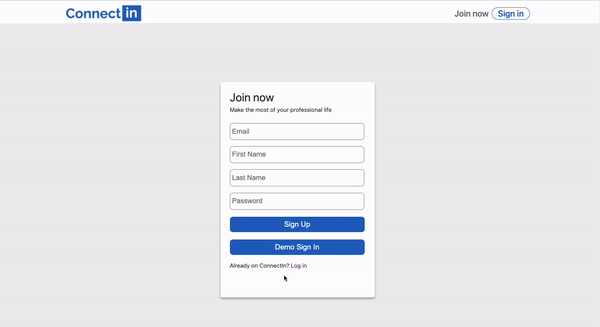 Connect in
Join now Sign in
Join now
Make the most of your professional life
Email
First Name
Last Name
Password
Sign Up
Demo Sign In
Already on ConnectIn? Log in